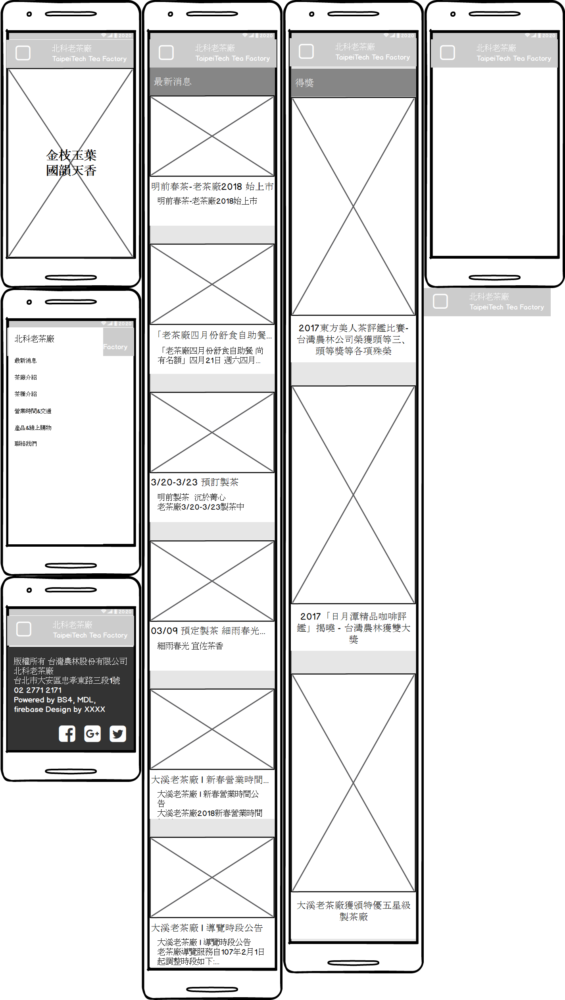 20:20
北科老茶廠
TaipeiTech Tea Factory
金枝玉葉
國韻天香
20:20
北科老茶廠
Factory
最新消息
茶廠介紹
茶種介紹
營業時間&交通
產品&線上購物
聯絡我們
20:20
北科老茶廠
TaipeiTech Tea Factory
版權所有 台灣農林股份有限公司
北科老茶廠
台北市大安區忠孝東路三段1號
02 2771 2171
Powered by BS4, MDL,
firebase Design by XXXX
20:20
北科老茶廠
TaipeiTech Tea Factory
最新消息
明前春茶-老茶廠2018 始上市
明前春茶-老茶廠2018始上市
「老茶廠四月份舒食自助餐...
「老茶廠四月份舒食自助餐 尚
有名額」四月21日 週六四月...
3/20-3/23 預訂製茶
明前製茶 沉於菁心
老茶廠3/20-3/23製茶中
03/09 預定製茶 細雨春光...
細雨春光 宜佐茶香
大溪老茶廠 | 新春營業時間...
大溪老茶廠 | 新春營業時間公
告
大溪老茶廠2018新春營業時間
大溪老茶廠 | 導覽時段公告
大溪老茶廠 | 導覽時段公告
老茶廠導覽服務自107年2月1日
起調整時段如下:...
20:20
北科老茶廠
TaipeiTech Tea Factory
得獎
2017東方美人茶評鑑比賽-
台灣農林公司榮獲頭等三、
頭等獎等各項殊榮
2017「日月潭精品咖啡評
鑑」揭曉 - 台灣農林獲雙大
獎
大溪老茶廠獲頒特優五星級
製茶廠
20:20
北科老茶廠
TaipeiTech Tea Factory
北科老茶廠
TaipeiTech Tea Factory